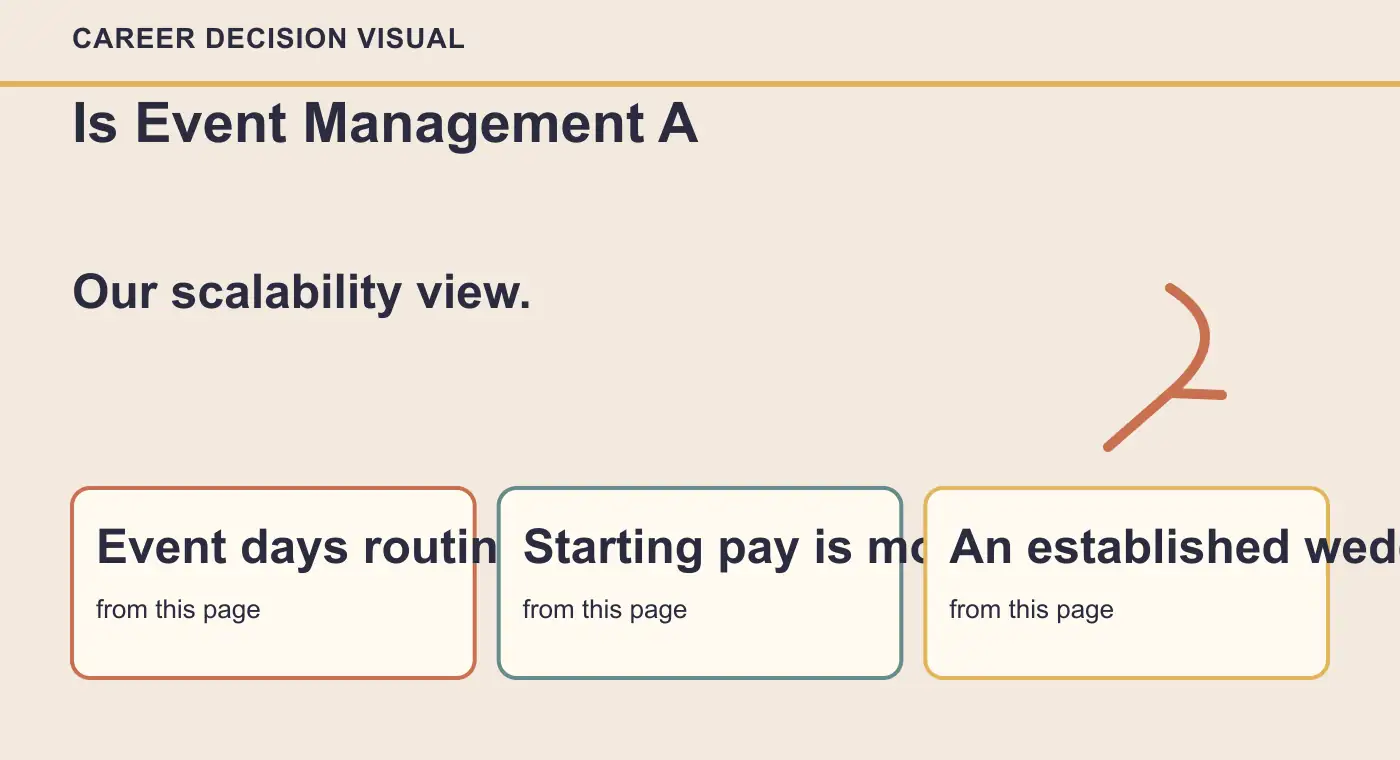 CAREER DECISION VISUAL
Is Event Management A
Our scalability view.
Event days routin
from this page
Starting pay is mo
from this page
An established wed
from this page